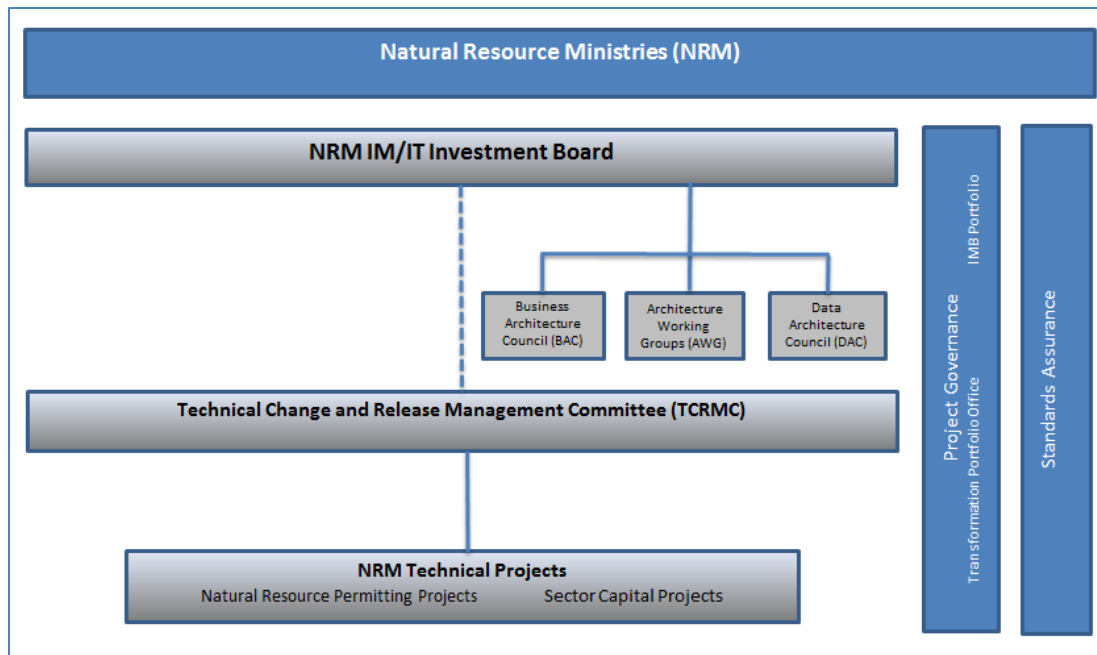 Natural Resource Ministries (NRM)
NRM IM/IT Investment Board
Business
Architecture
Council (BAC)
Architecture
Working
Groups (AWG)
Data
Architecture
Council (DAC)
Technical Change and Release Management Committee (TCRMC)
NRM Technical Projects
Natural Resource Permitting Projects
Sector Capital Projects
Project Governance
Transformation Portfolio Office
IMB Portfolio
Standards Assurance